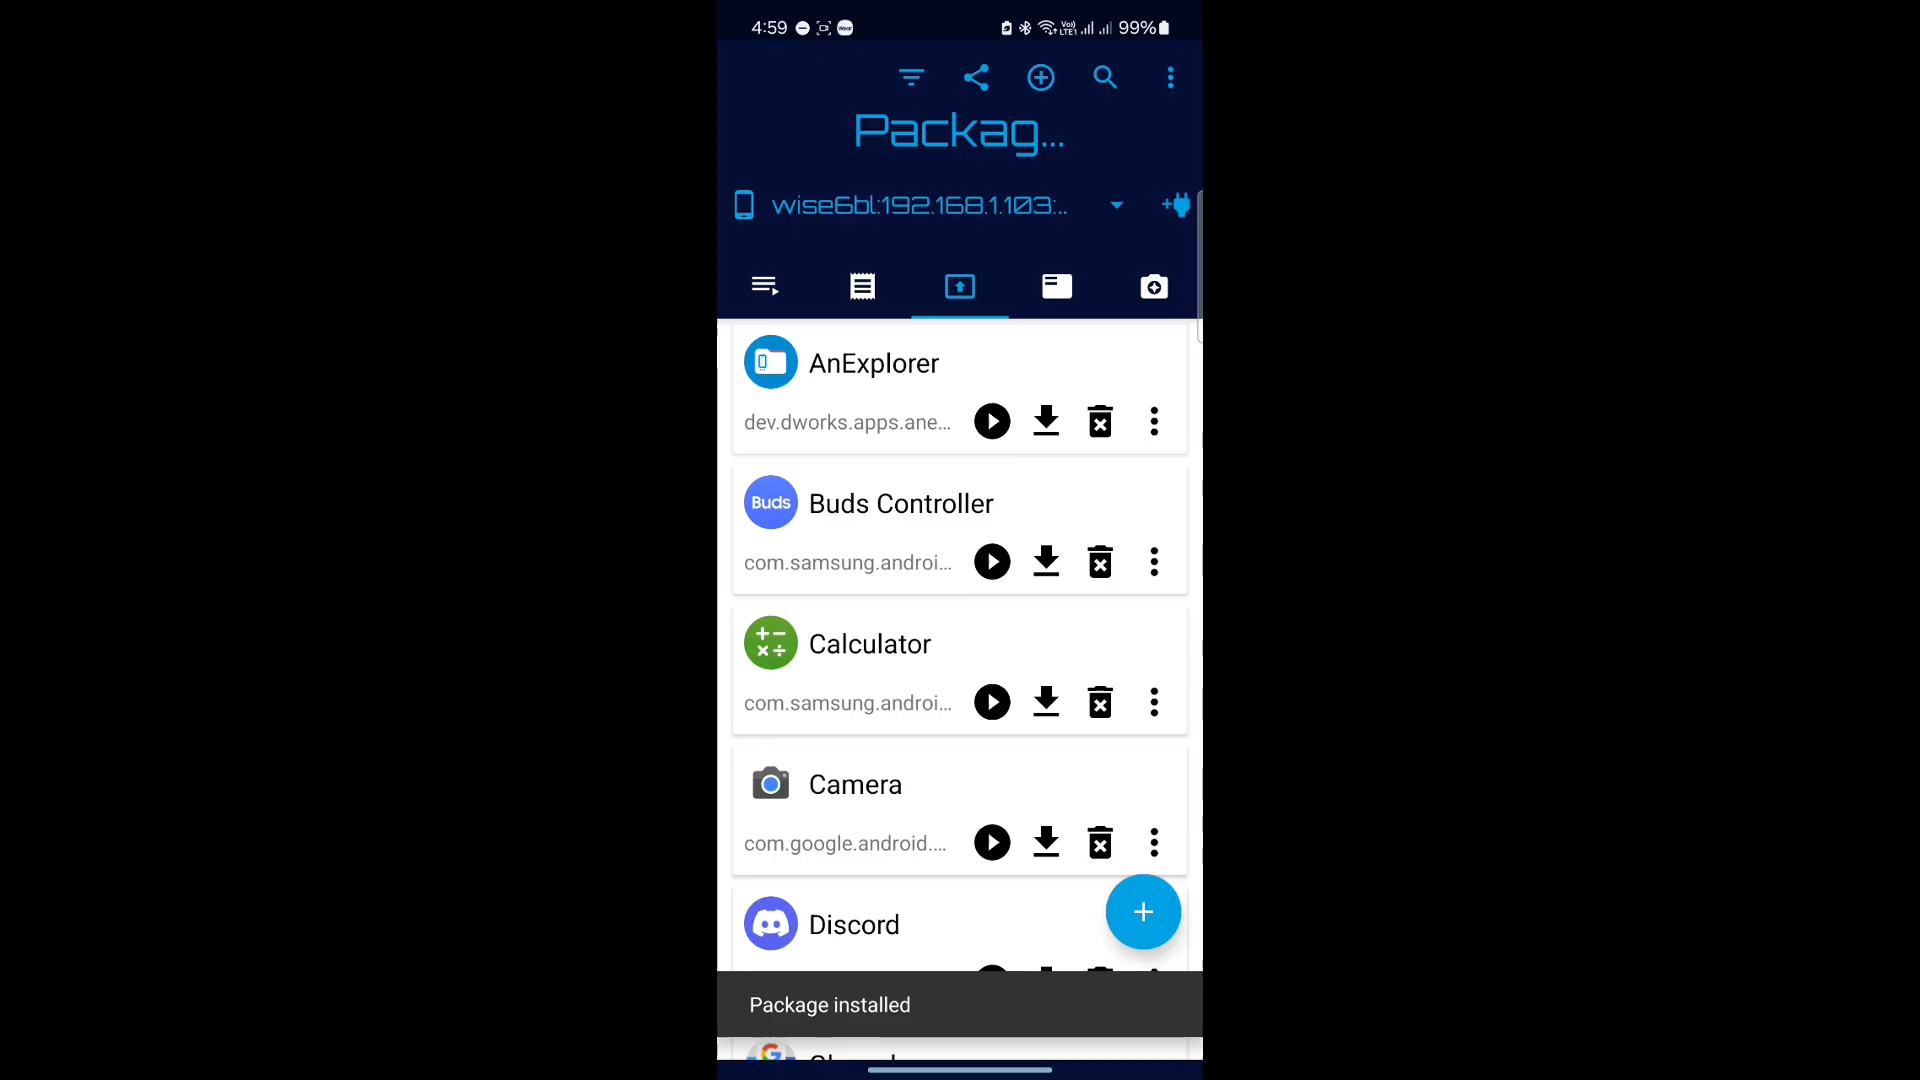 4:59 99%
Packag...
wise6bl:192.168.1.103:..
AnExplorer
dev.dworks.apps.ane...
Buds Buds Controller
com.samsung.androi...
Calculator
com.samsung.androi...
Camera
com.google.android....
Discord
Package installed